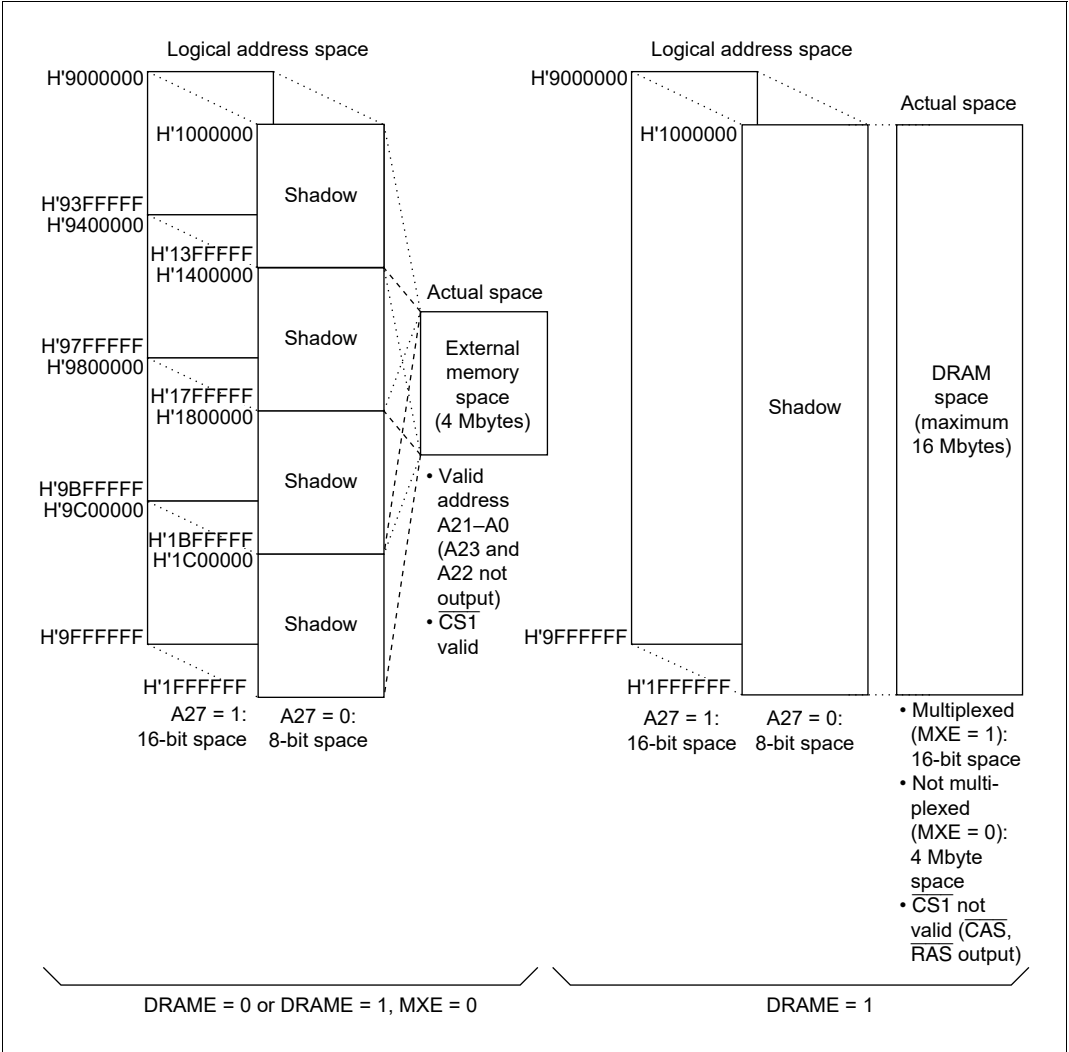 Logical address space
H'9000000
H'1000000
Shadow
H'93FFFFF
H'9400000
H'13FFFFF
H'1400000
Shadow
H'97FFFFF
H'9800000
H'17FFFFF
H'1800000
Shadow
H'9BFFFFF
H'9C00000
H'1BFFFFF
H'1C00000
Shadow
H'9FFFFFF
H'1FFFFFF
A27 = 1:
16-bit space
A27 = 0:
8-bit space
Actual space
External
memory
space
(4 Mbytes)
• Valid
address
A21–A0
(A23 and
A22 not
output)
• CS1
valid
DRAME = 0 or DRAME = 1, MXE = 0
Logical address space
H'9000000
H'1000000
Shadow
H'9FFFFFF
H'1FFFFFF
A27 = 1:
16-bit space
A27 = 0:
8-bit space
Actual space
DRAM
space
(maximum
16 Mbytes)
• Multiplexed
(MXE = 1):
16-bit space
• Not multi-
plexed
(MXE = 0):
4 Mbyte
space
• CS1 not
valid (CAS,
RAS output)
DRAME = 1